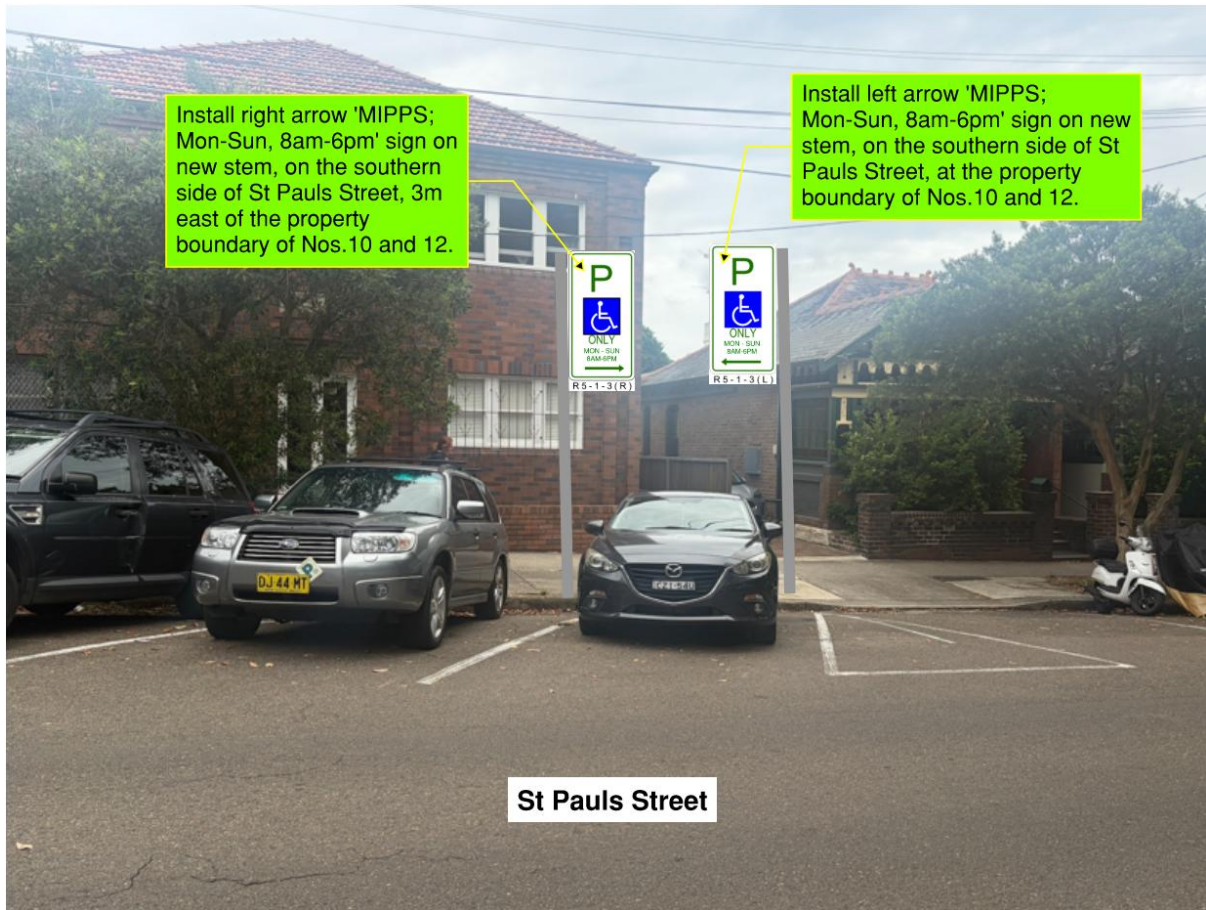 Install right arrow 'MIPPS;
Mon-Sun, 8am-6pm' sign on
new stem, on the southern
side of St Pauls Street, 3m
east of the property
boundary of Nos.10 and 12.
Install left arrow 'MIPPS;
Mon-Sun, 8am-6pm' sign on new
stem, on the southern side of St
Pauls Street, at the property
boundary of Nos.10 and 12.
P
ONLY
MON - SUN
8AM-6PM
R5-1-3(R)
P
ONLY
MON - SUN
8AM-6PM
R5-1-3(L)
DJ 44 MT
St Pauls Street